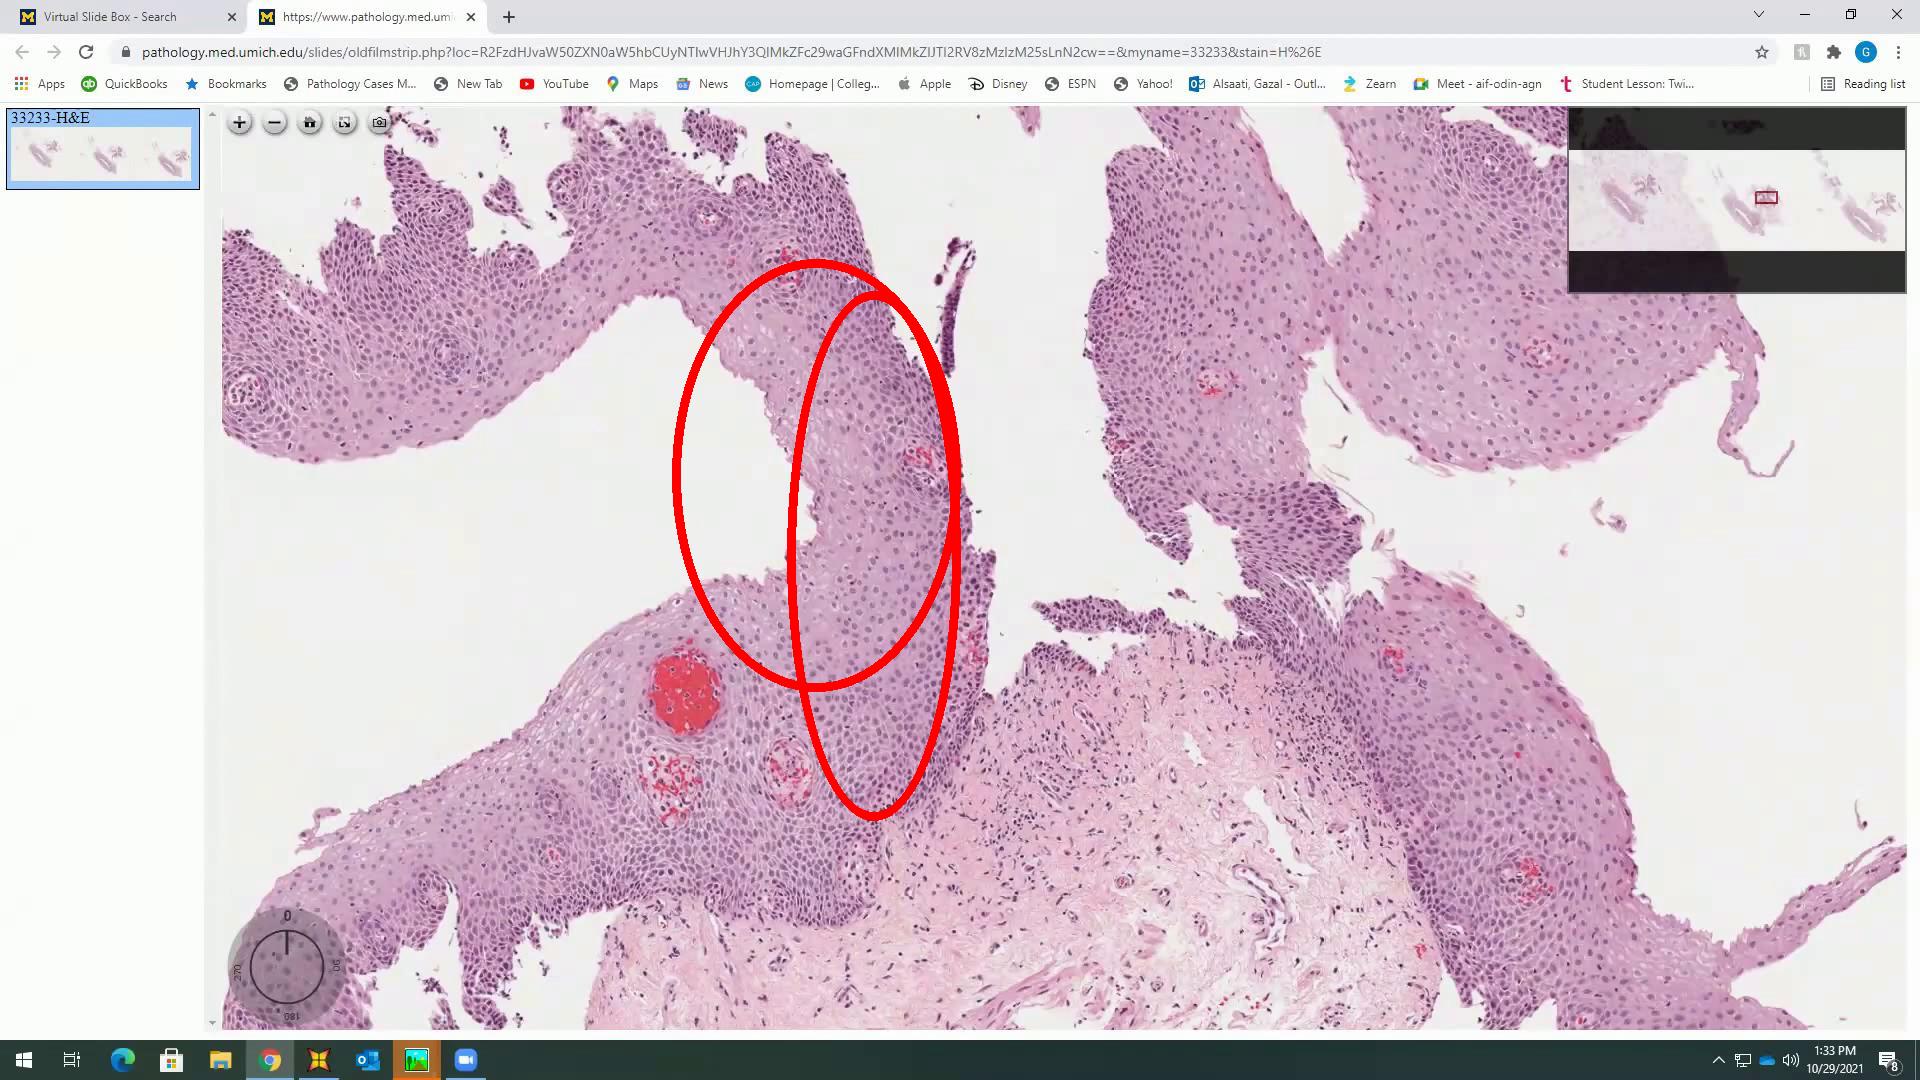 Virtual Slide Box - Search
https://www.pathology.med.umi
pathology.med.umich.edu/slides/oldfilmstrip.php?loc=R2FzdHJvaW50ZXN0aW5hbCUyNTIwVHJhY3QlMkZFc29waGFndXMlMkZIJTI2RV8zMzIzMy5sLnN2cw==&myname=33233&stain=H%26E
Apps
QuickBooks
Bookmarks
Pathology Cases M...
New Tab
YouTube
Maps
News
Homepage | Colleg...
Apple
Disney
ESPN
Yahoo!
Alsaati, Gazal - Outl...
Zearn
Meet - aif-odin-agn
Student Lesson: Twi...
Reading list
33233-H&E
0
90
180
270
1:33 PM
10/29/2021
8